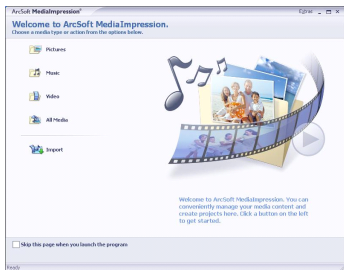 ArcSoft MediaImpression®
Extras
Welcome to ArcSoft MediaImpression.
Choose a media type or action from the options below.
Pictures
Music
Video
All Media
Import
Welcome to ArcSoft MediaImpression. You can
conveniently manage your media content and
create projects here. Click a button on the left
to get started.
Skip this page when you launch the program
Ready